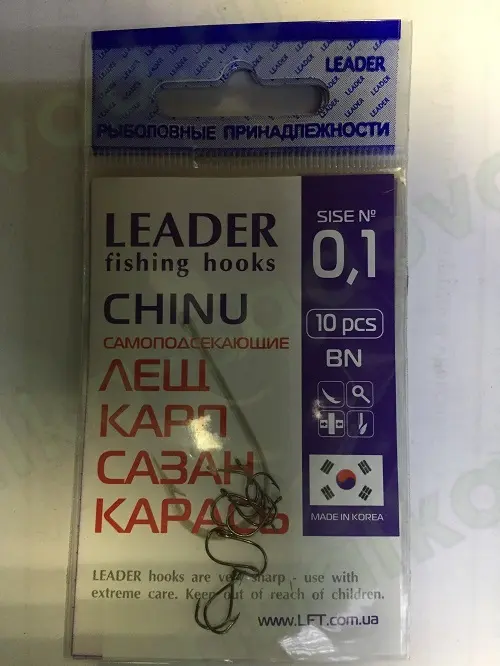 LEADER
РЫБОЛОВНЫЕ ПРИНАДЛЕЖНОСТИ
LEADER
fishing hooks
CHINU
САМОПОДСЕКАЮЩИЕ
ЛЕЩ
КАРП
САЗАН
КАРАСЬ
SISE №
0,1
10 pcs
BN
MADE IN KOREA
LEADER hooks are very sharp - use with
extreme care. Keep out of reach of children.
www.LFT.com.ua